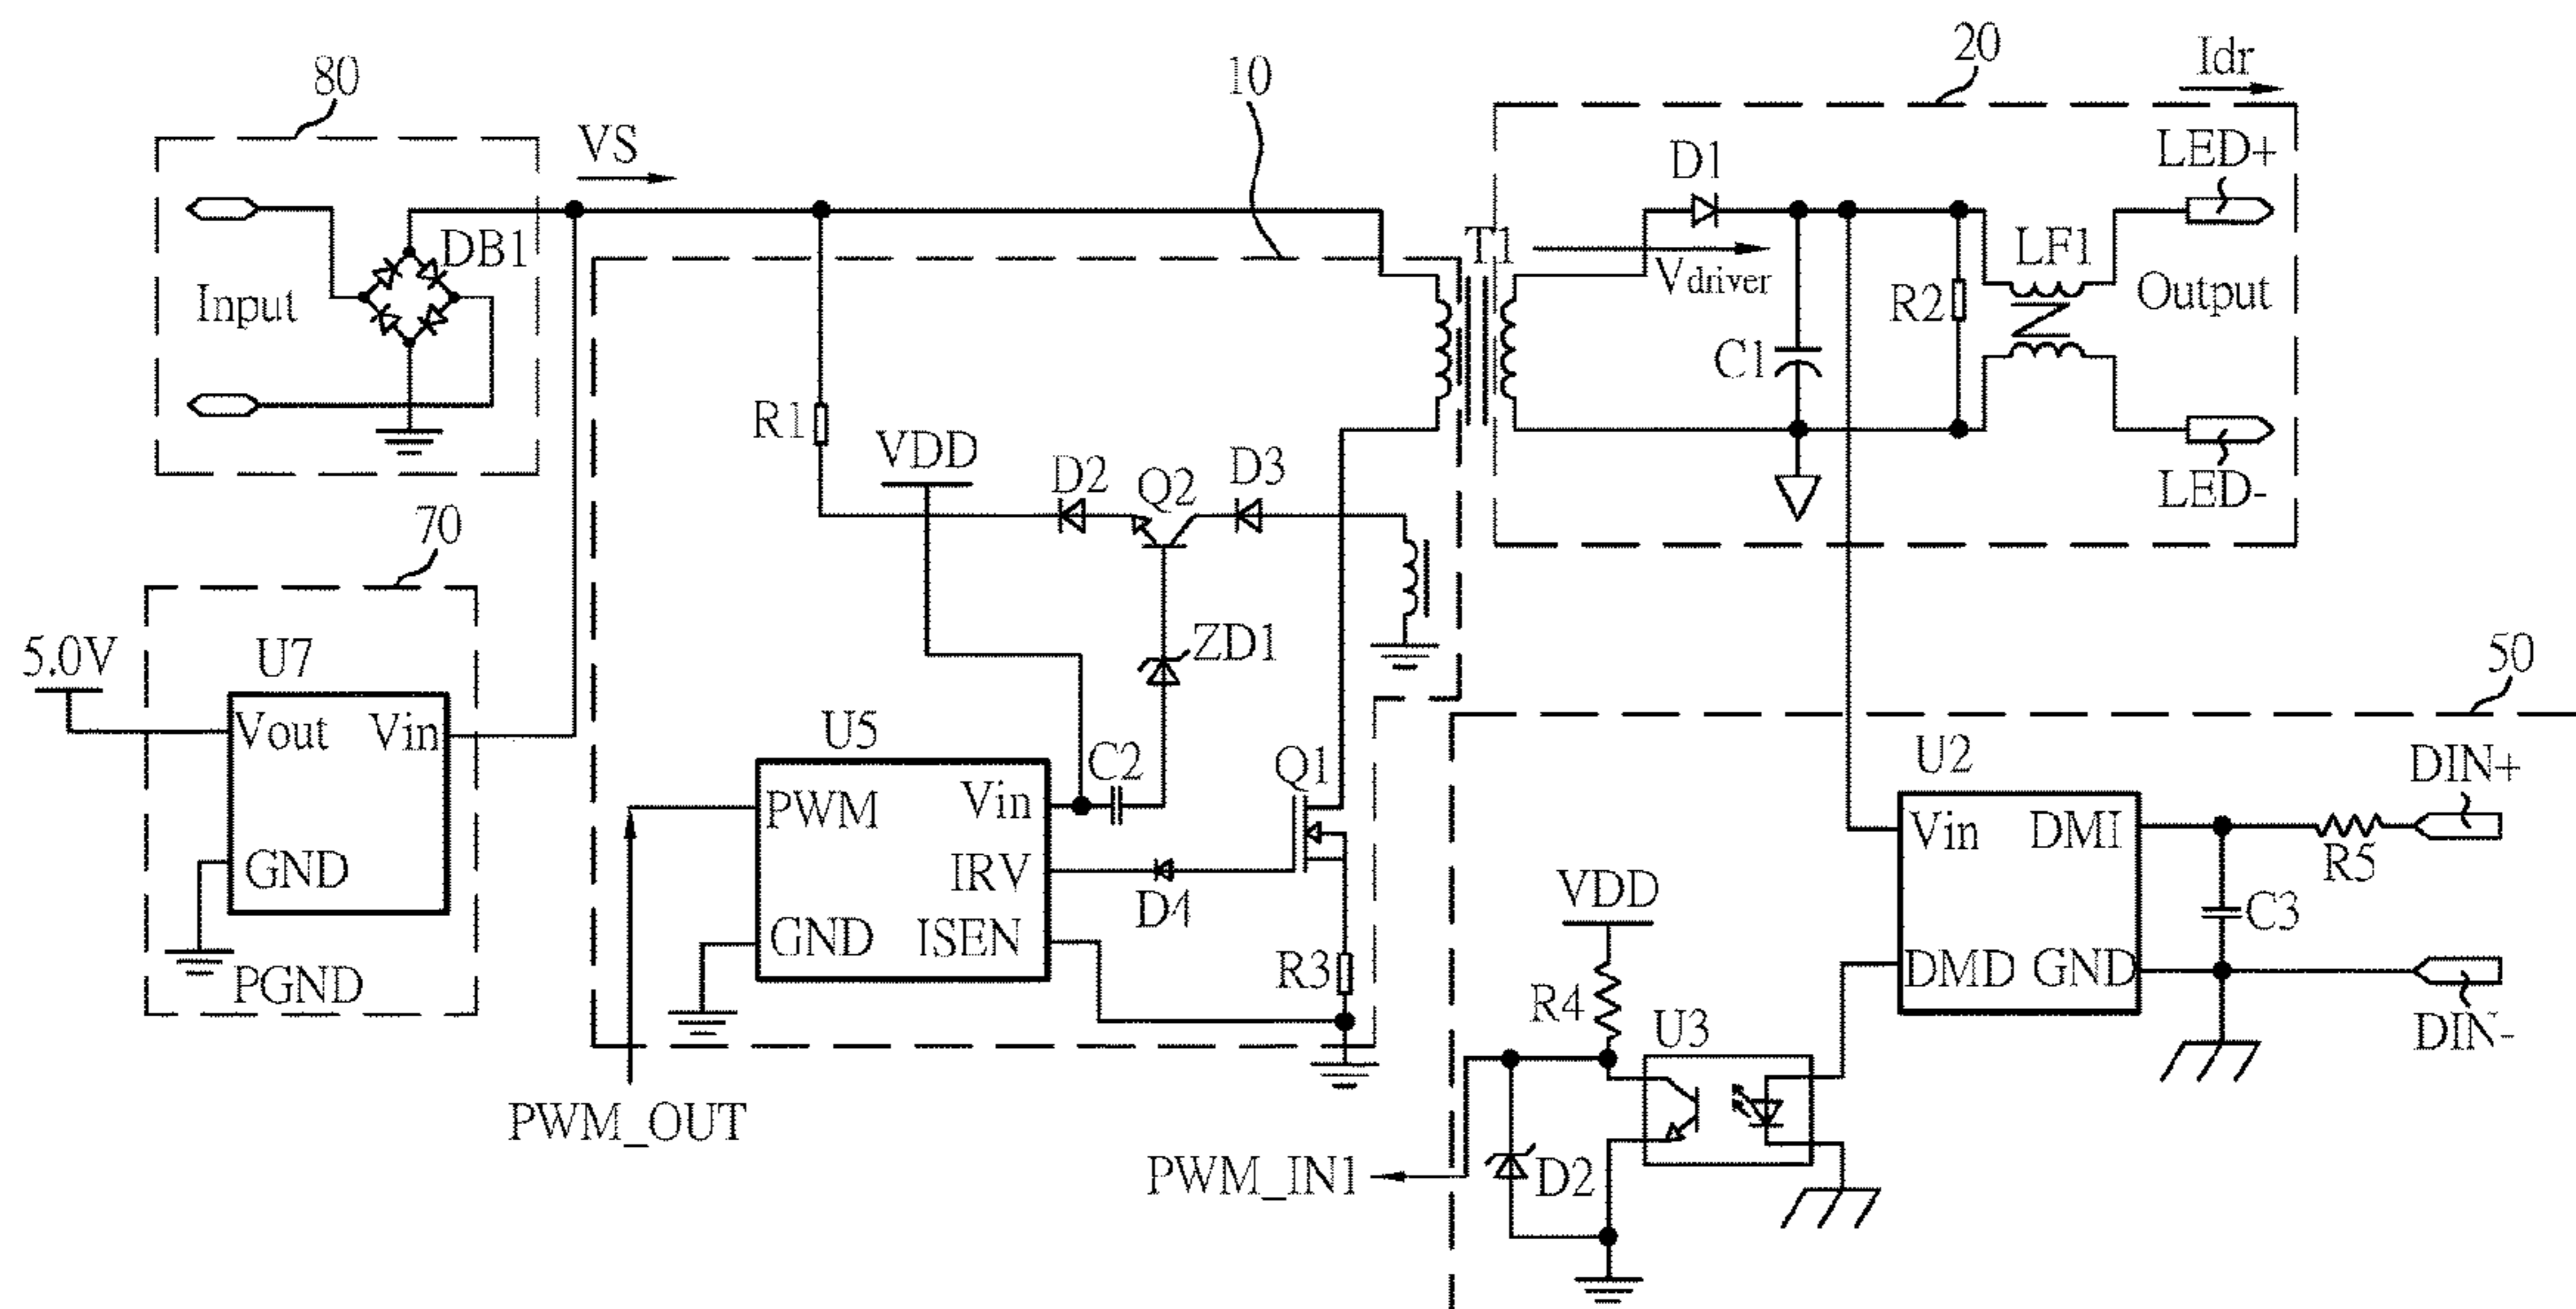 80
VS
10
20
Idr
DB1
Input
T1
D1
Vdriver
C1
R2
LF1
LED+
Output
LED-
R1
VDD
D2
Q2
D3
ZD1
70
5.0V
U7
Vout
Vin
GND
PGND
U5
PWM
Vin
IRV
GND
ISEN
C2
D4
Q1
R3
PWM_OUT
50
U2
Vin
DMI
DMD
GND
DIN+
R5
C3
DIN-
VDD
R4
U3
D2
PWM_IN1